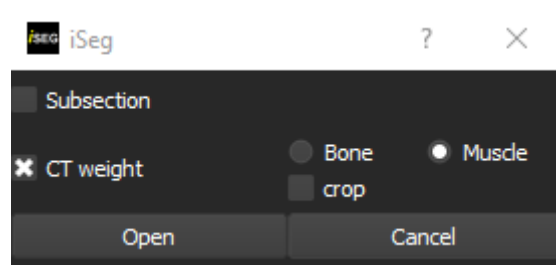 iSEG iSeg ?
Subsection
CT weight
Bone Muscle
crop
Open Cancel